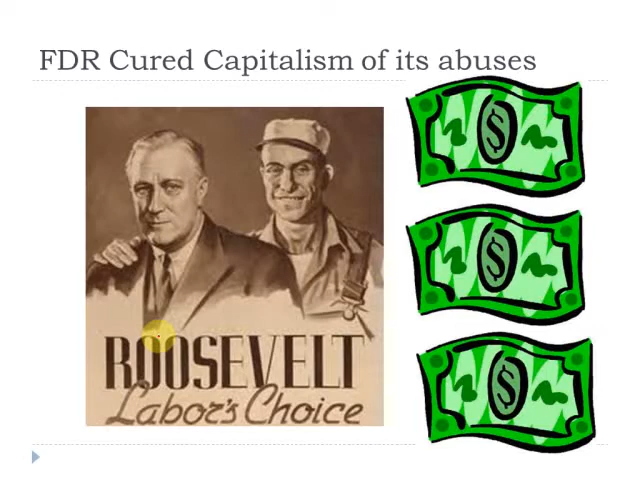 FDR Cured Capitalism of its abuses
ROOSEVELT
Labor's Choice
$
$
$